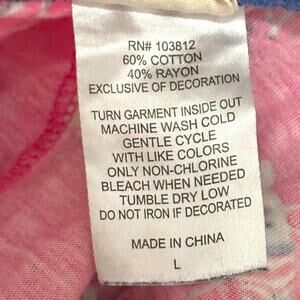 RN# 103812
60% COTTON
40% RAYON
EXCLUSIVE OF DECORATION
TURN GARMENT INSIDE OUT
MACHINE WASH COLD
GENTLE CYCLE
WITH LIKE COLORS
ONLY NON-CHLORINE
BLEACH WHEN NEEDED
TUMBLE DRY LOW
DO NOT IRON IF DECORATED
MADE IN CHINA
L